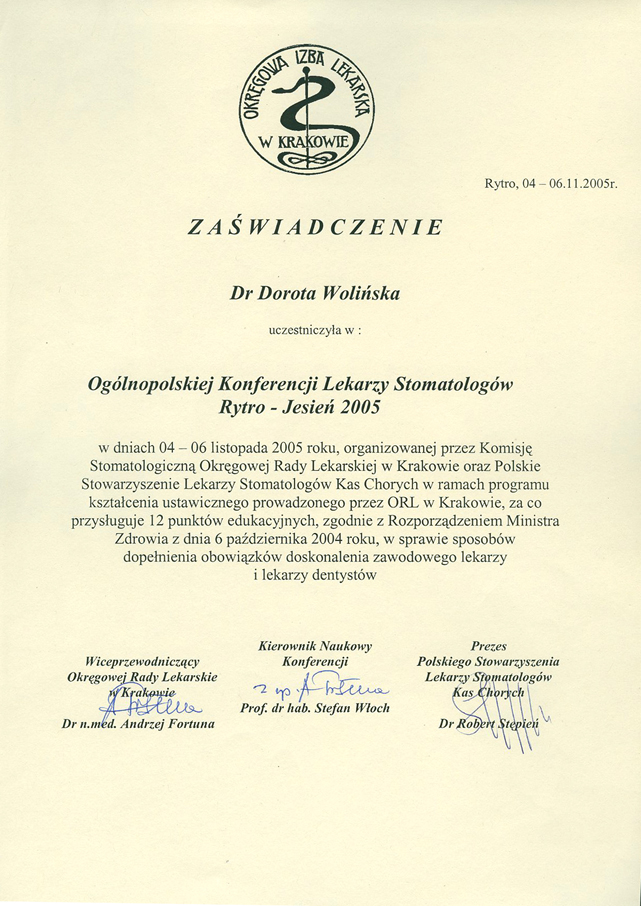 OKRĘGOWA IZBA LEKARSKA
W KRAKOWIE
Rytro, 04 – 06.11.2005r.
ZAŚWIADCZENIE
Dr Dorota Wolińska
uczestniczyła w :
Ogólnopolskiej Konferencji Lekarzy Stomatologów
Rytro - Jesień 2005
w dniach 04 – 06 listopada 2005 roku, organizowanej przez Komisję
Stomatologiczną Okręgowej Rady Lekarskiej w Krakowie oraz Polskie
Stowarzyszenie Lekarzy Stomatologów Kas Chorych w ramach programu
kształcenia ustawicznego prowadzonego przez ORL w Krakowie, za co
przysługuje 12 punktów edukacyjnych, zgodnie z Rozporządzeniem Ministra
Zdrowia z dnia 6 października 2004 roku, w sprawie sposobów
dopełnienia obowiązków doskonalenia zawodowego lekarzy
i lekarzy dentystów
Wiceprzewodniczący
Okręgowej Rady Lekarskie
w Krakowie
Dr n.med. Andrzej Fortuna
Kierownik Naukowy
Konferencji
z up.
Prof. dr hab. Stefan Włoch
Prezes
Polskiego Stowarzyszenia
Lekarzy Stomatologów
Kas Chorych
Dr Robert Stępień